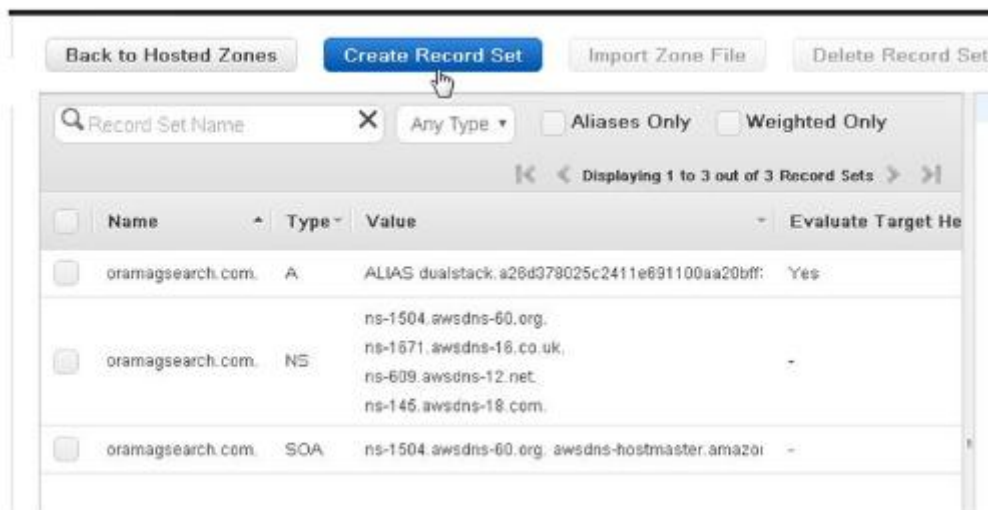 Back to Hosted Zones Create Record Set Import Zone File Delete Record Set
Record Set Name Any Type Aliases Only Weighted Only
Displaying 1 to 3 out of 3 Record Sets
Name Type Value Evaluate Target He
oramagsearch.com. A ALIAS dualstack.a26d378025c2411e691100aa20bff: Yes
ns-1504.awsdns-60.org.
ns-1671.awsdns-16.co.uk.
oramagsearch.com. NS -
ns-609.awsdns-12.net.
ns-145.awsdns-18.com.
oramagsearch.com. SOA ns-1504.awsdns-60.org. awsdns-hostmaster.amazon -